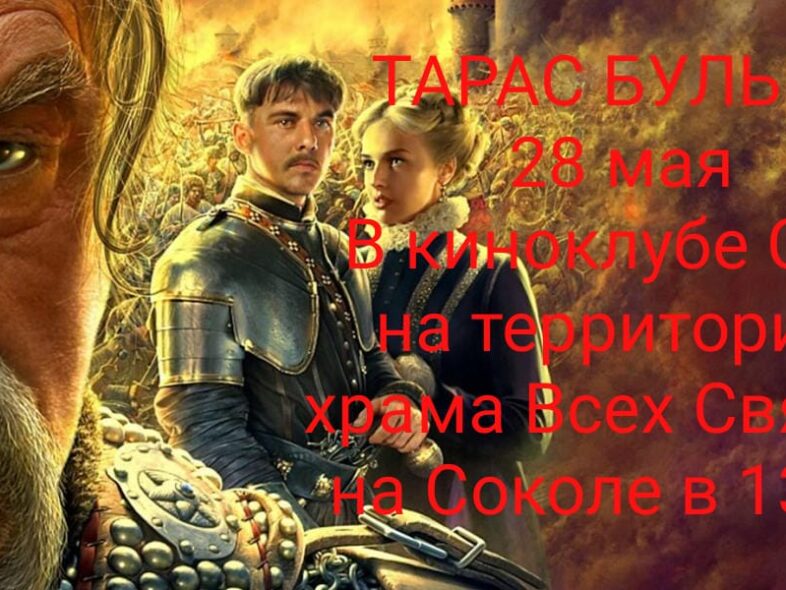 ТАРАС БУЛЬ
28 мая
В киноклубе
на территори
храма Всех Свя
на Соколе в 13